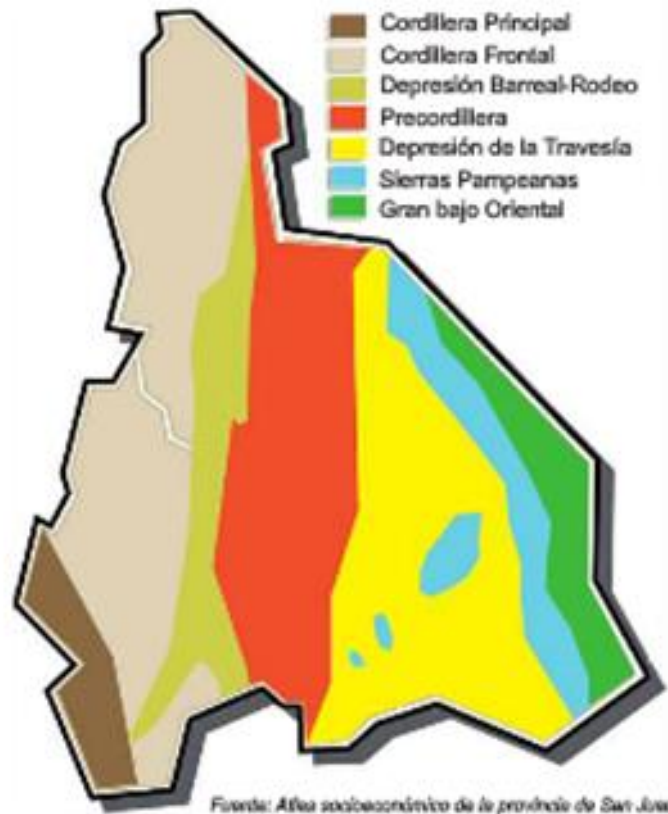 Cordillera Principal
Cordillera Frontal
Depresión Barreal-Rodeo
Precordillera
Depresión de la Travesía
Sierras Pampeanas
Gran bajo Oriental
Fuente: Atlas socioeconómico de la provincia de San Juan